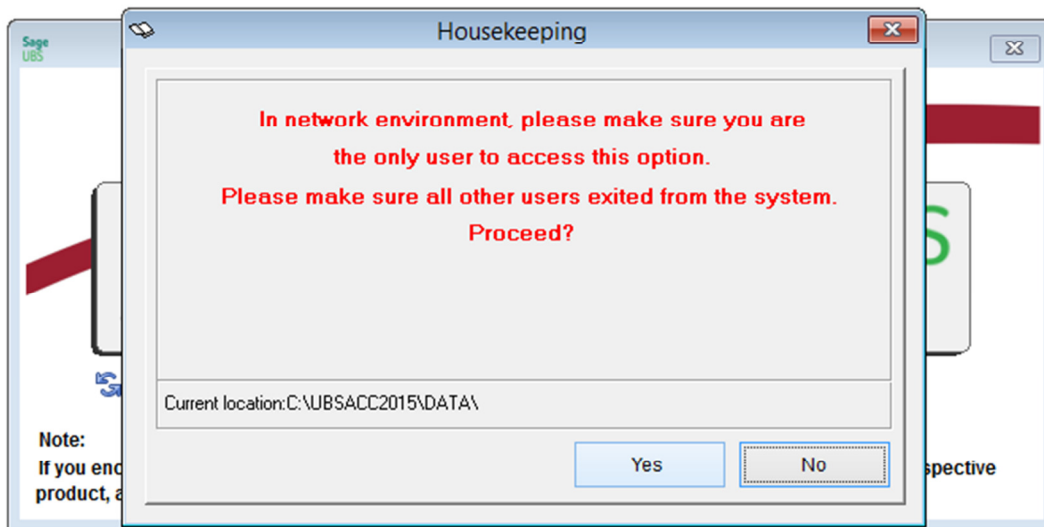 Housekeeping
Sage
UBS
In network environment, please make sure you are
the only user to access this option.
Please make sure all other users exited from the system.
Proceed?
S
Current location:C:\UBSACC2015\DATA\
Note:
If you
product,
Yes
No